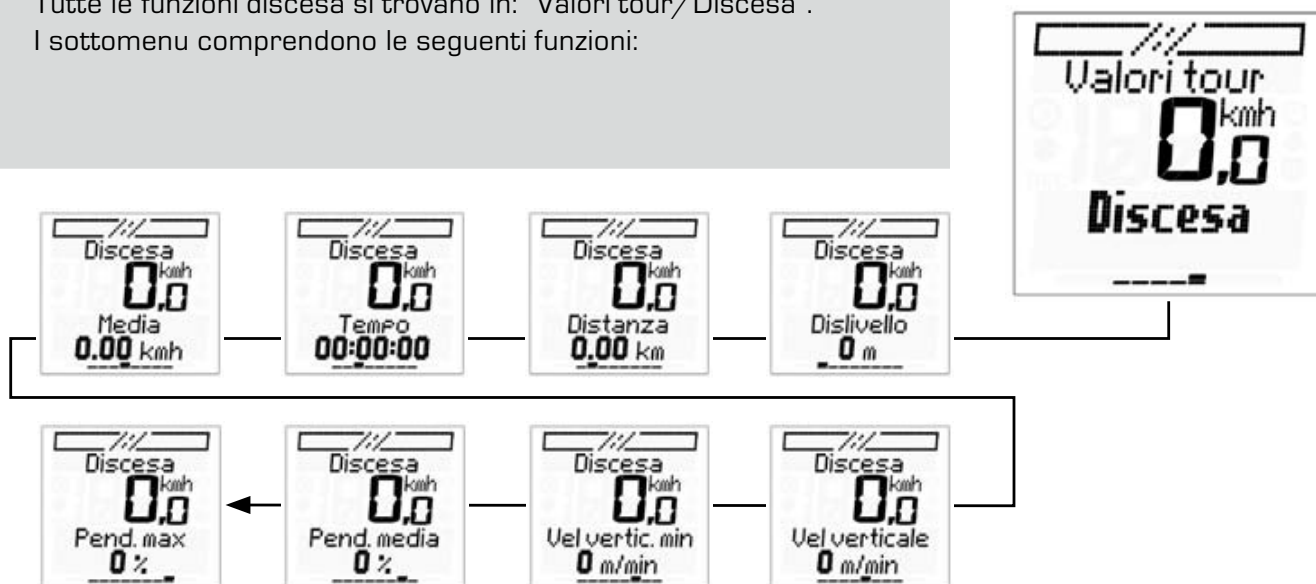 Tutte le funzioni discesa si trovano in: "Valori tour/Discesa".
I sottomenu comprendono le seguenti funzioni:
Valori tour
0,0 kmh
Discesa
Discesa
0,0 kmh
Media
0.00 kmh
Discesa
0,0 kmh
Tempo
00:00:00
Discesa
0,0 kmh
Distanza
0.00 km
Discesa
0,0 kmh
Dislivello
0 m
Discesa
0,0 kmh
Pend. max
0 %
Discesa
0,0 kmh
Pend. media
0 %
Discesa
0,0 kmh
Vel vertic. min
0 m/min
Discesa
0,0 kmh
Vel verticale
0 m/min